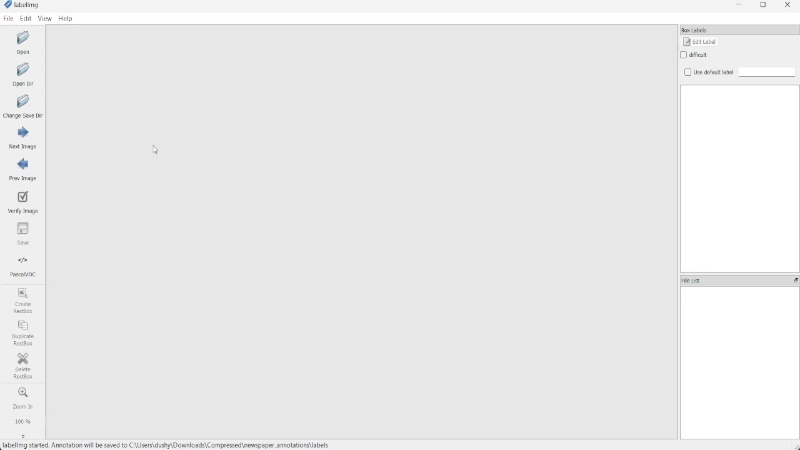 labelImg
File Edit View Help
Open
Open Dir
Change Save Dir
Next Image
Prev Image
Verify Image
Save
</>
PascalVOC
Create
RectBox
Duplicate
RectBox
Delete
RectBox
Zoom In
100 %
Box Labels
Edit Label
difficult
Use default label
File List
labelImg started. Annotation will be saved to C:\Users\dushy\Downloads\Compressed\newspaper_annotations\labels